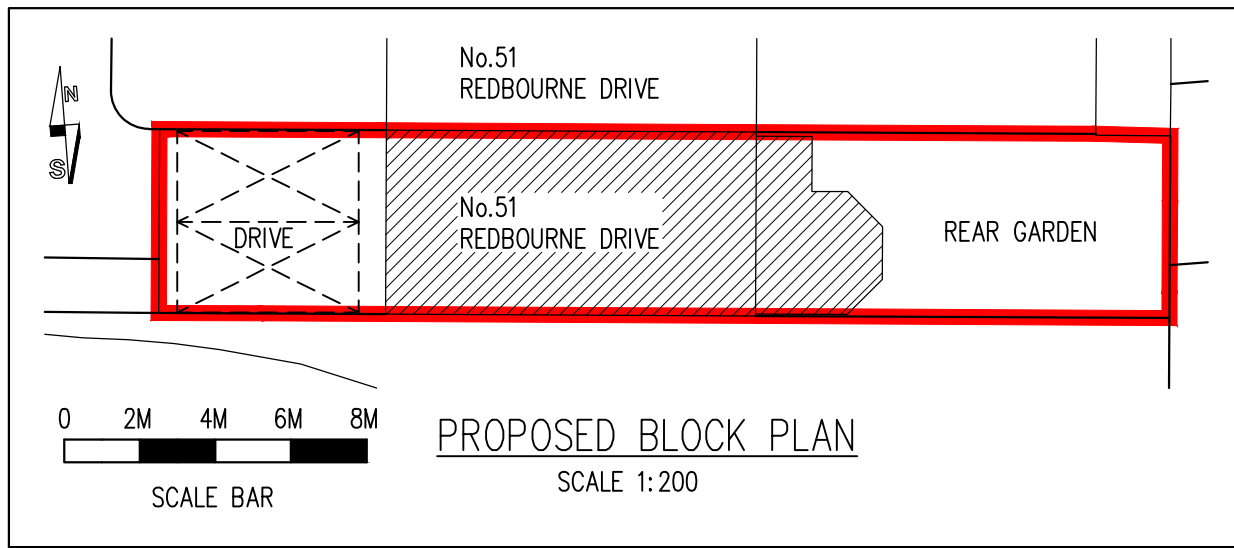 No.51
REDBOURNE DRIVE
N
S
No.51
REDBOURNE DRIVE
DRIVE
REAR GARDEN
0 2M 4M 6M 8M
SCALE BAR
PROPOSED BLOCK PLAN
SCALE 1:200